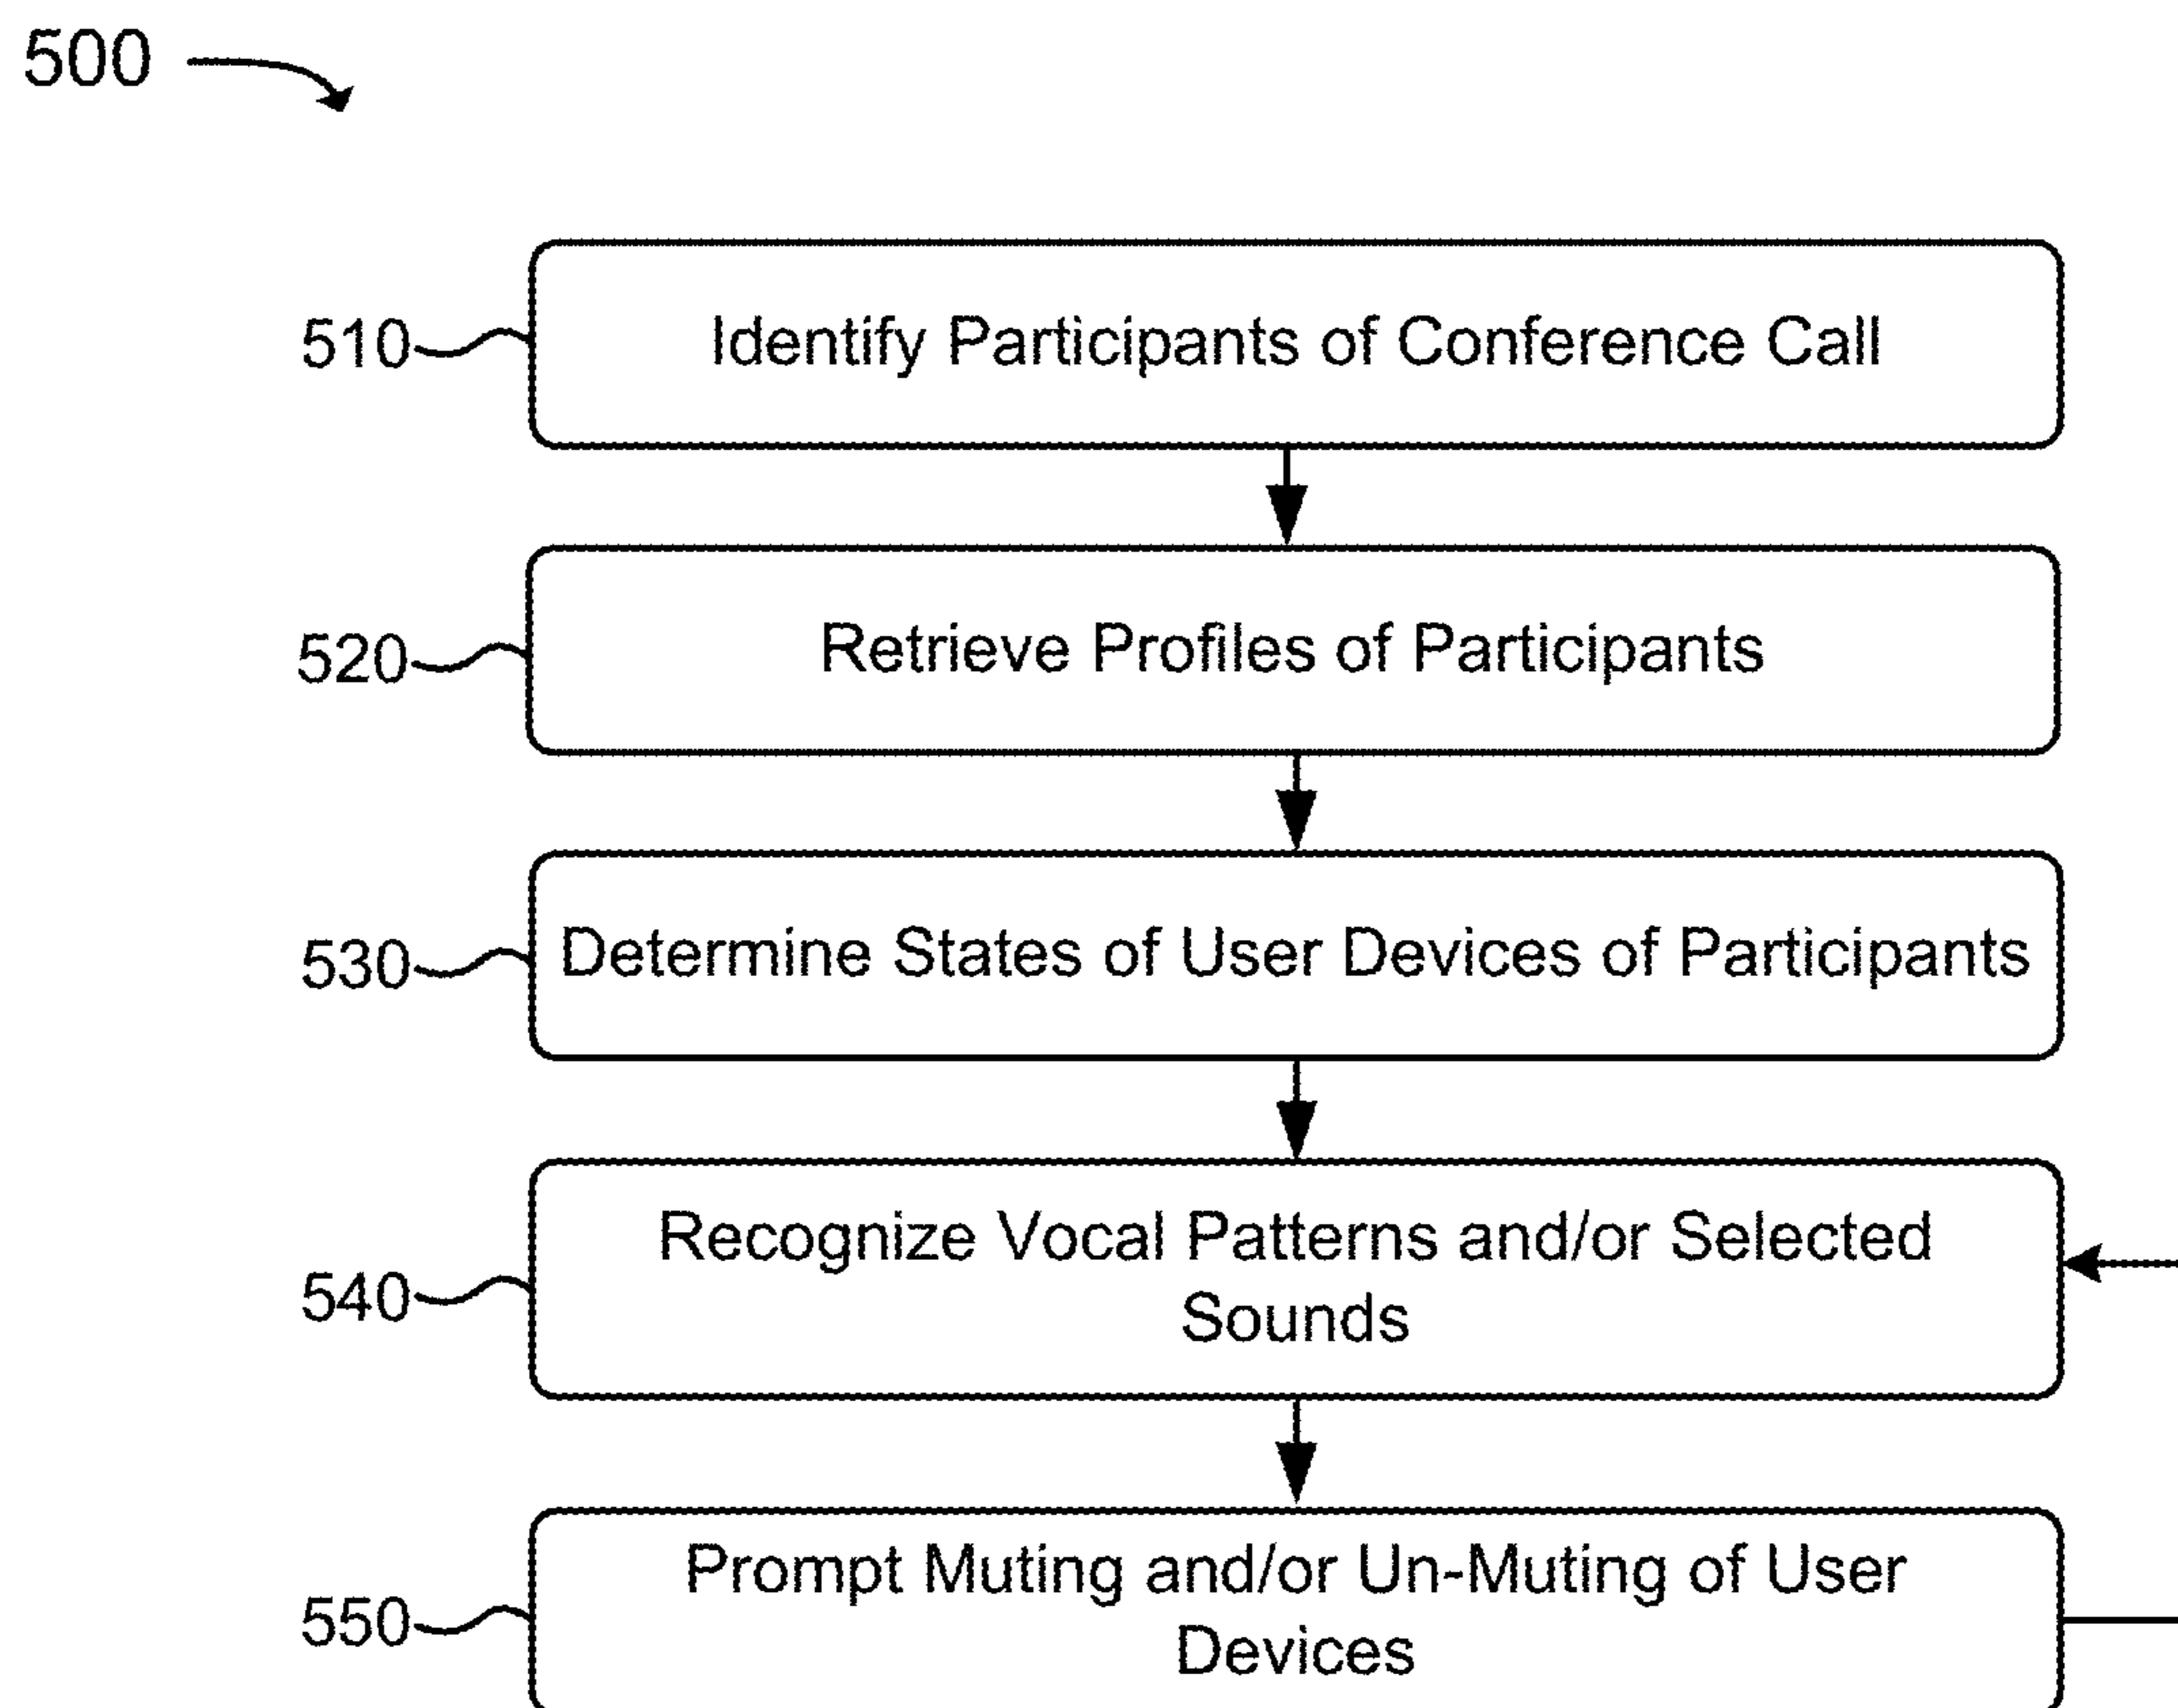 500
510
Identify Participants of Conference Call
520
Retrieve Profiles of Participants
530
Determine States of User Devices of Participants
540
Recognize Vocal Patterns and/or Selected
Sounds
550
Prompt Muting and/or Un-Muting of User
Devices